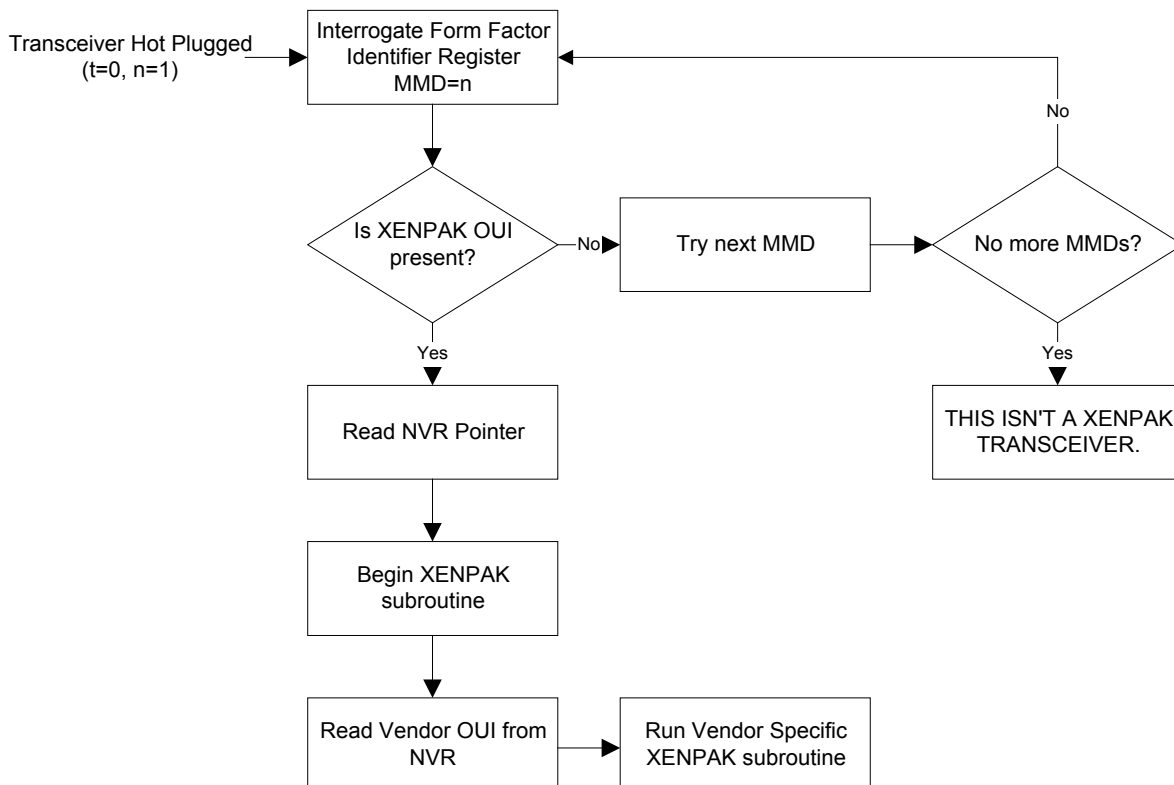 Transceiver Hot Plugged
(t=0, n=1)
Interrogate Form Factor
Identifier Register
MMD=n
No
Is XENPAK OUI
present?
No
Try next MMD
No more MMDs?
Yes
Yes
Read NVR Pointer
THIS ISN'T A XENPAK
TRANSCEIVER.
Begin XENPAK
subroutine
Read Vendor OUI from
NVR
Run Vendor Specific
XENPAK subroutine